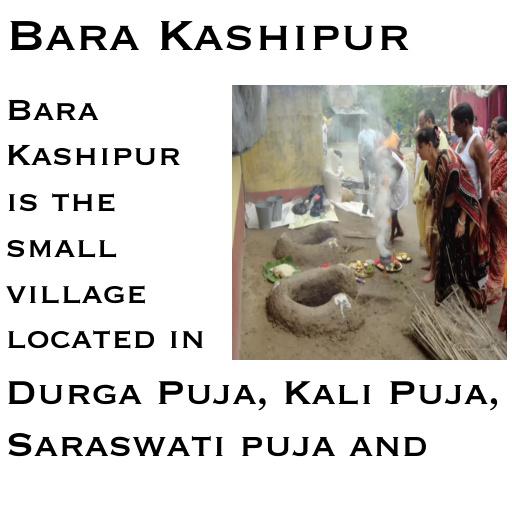 Bara Kashipur
Bara
Kashipur
is the
small
village
located in
Durga Puja, Kali Puja,
Saraswati puja and